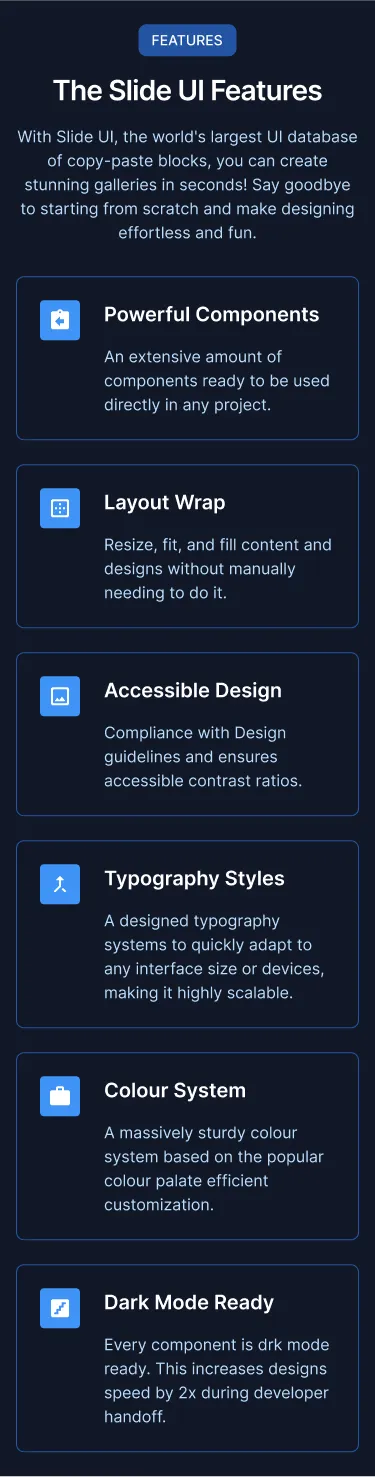 FEATURES
The Slide UI Features
With Slide UI, the world's largest UI database
of copy-paste blocks, you can create
stunning galleries in seconds! Say goodbye
to starting from scratch and make designing
effortless and fun.
Powerful Components
An extensive amount of
components ready to be used
directly in any project.
Layout Wrap
Resize, fit, and fill content and
designs without manually
needing to do it.
Accessible Design
Compliance with Design
guidelines and ensures
accessible contrast ratios.
Typography Styles
A designed typography
systems to quickly adapt to
any interface size or devices,
making it highly scalable.
Colour System
A massively sturdy colour
system based on the popular
colour palate efficient
customization.
Dark Mode Ready
Every component is drk mode
ready. This increases designs
speed by 2x during developer
handoff.